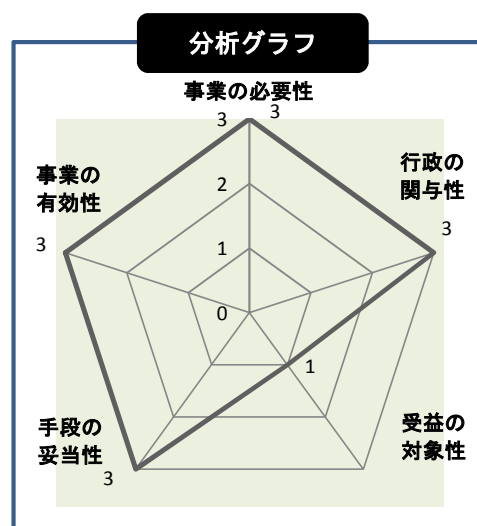 分析グラフ
事業の必要性
3
3
行政の
関与性
3
事業の
有効性
3
2
1
0
1
手段の
妥当性
3
受益の
対象性